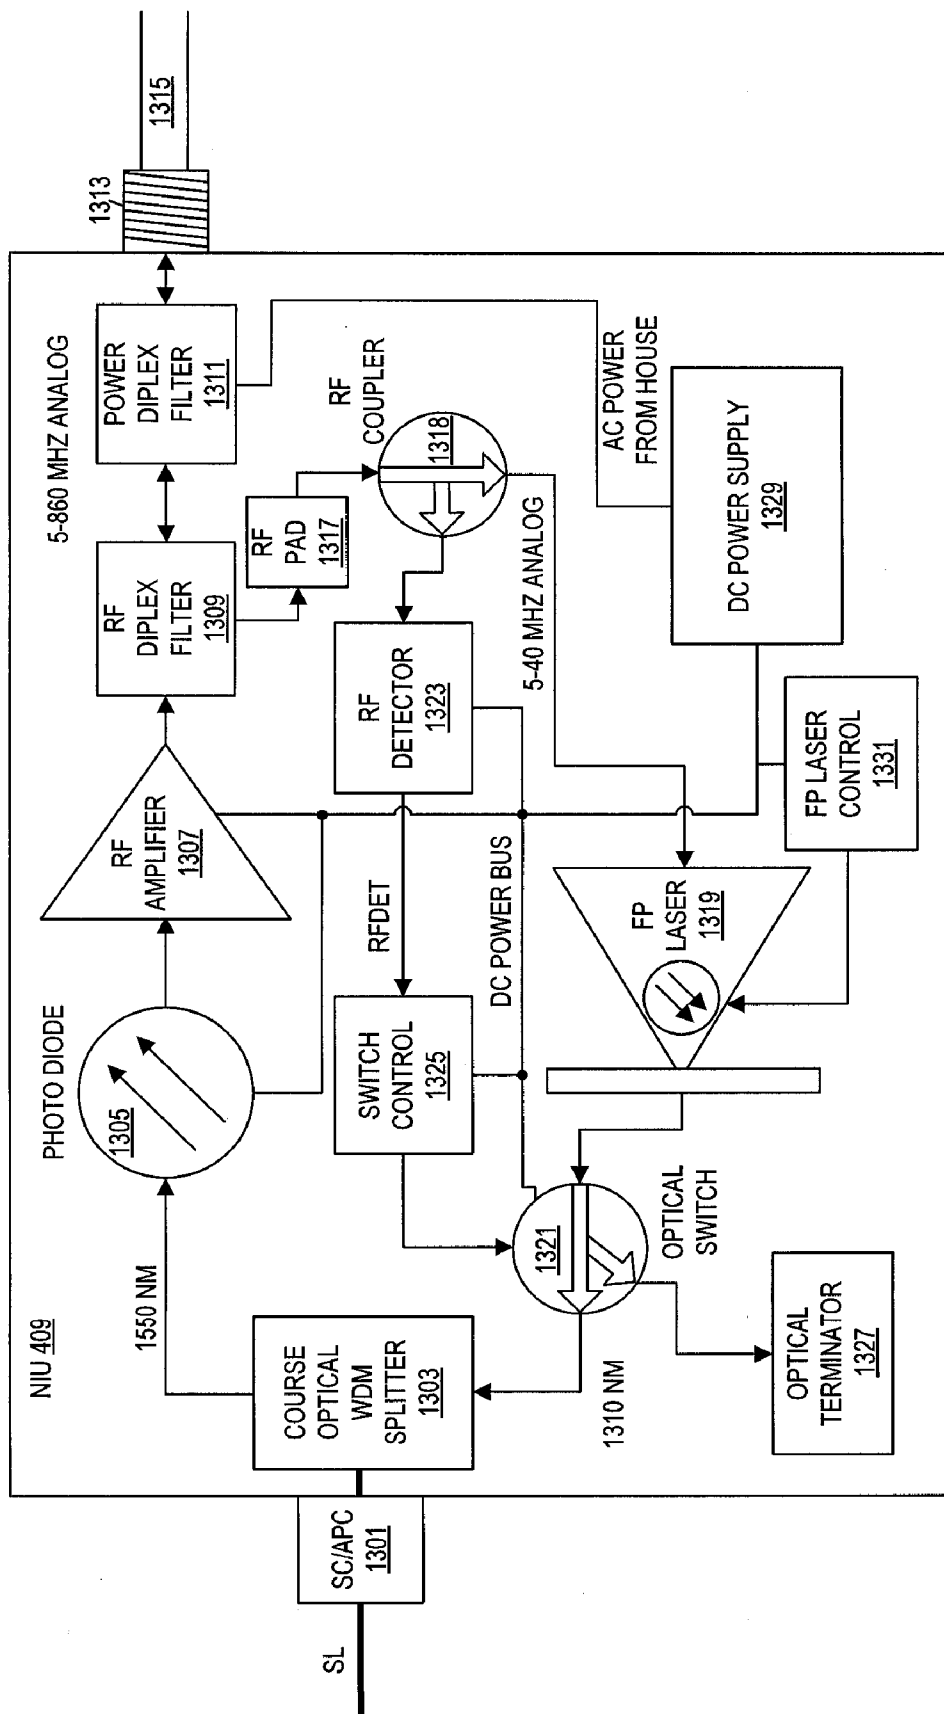 NIU 409
SL
SC/APC
1301
COURSE
OPTICAL
WDM
SPLITTER
1303
1550 NM
PHOTO DIODE
1305
RF
AMPLIFIER
1307
RF
DIPLEX
FILTER
1309
5-860 MHZ ANALOG
POWER
DIPLEX
FILTER
1311
1313
1315
RF
PAD
1317
RF
COUPLER
1318
RF
DETECTOR
1323
RFDET
SWITCH
CONTROL
1325
DC POWER BUS
5-40 MHZ ANALOG
AC POWER
FROM HOUSE
DC POWER SUPPLY
1329
FP LASER
CONTROL
1331
FP
LASER
1319
1321
OPTICAL
SWITCH
1310 NM
OPTICAL
TERMINATOR
1327